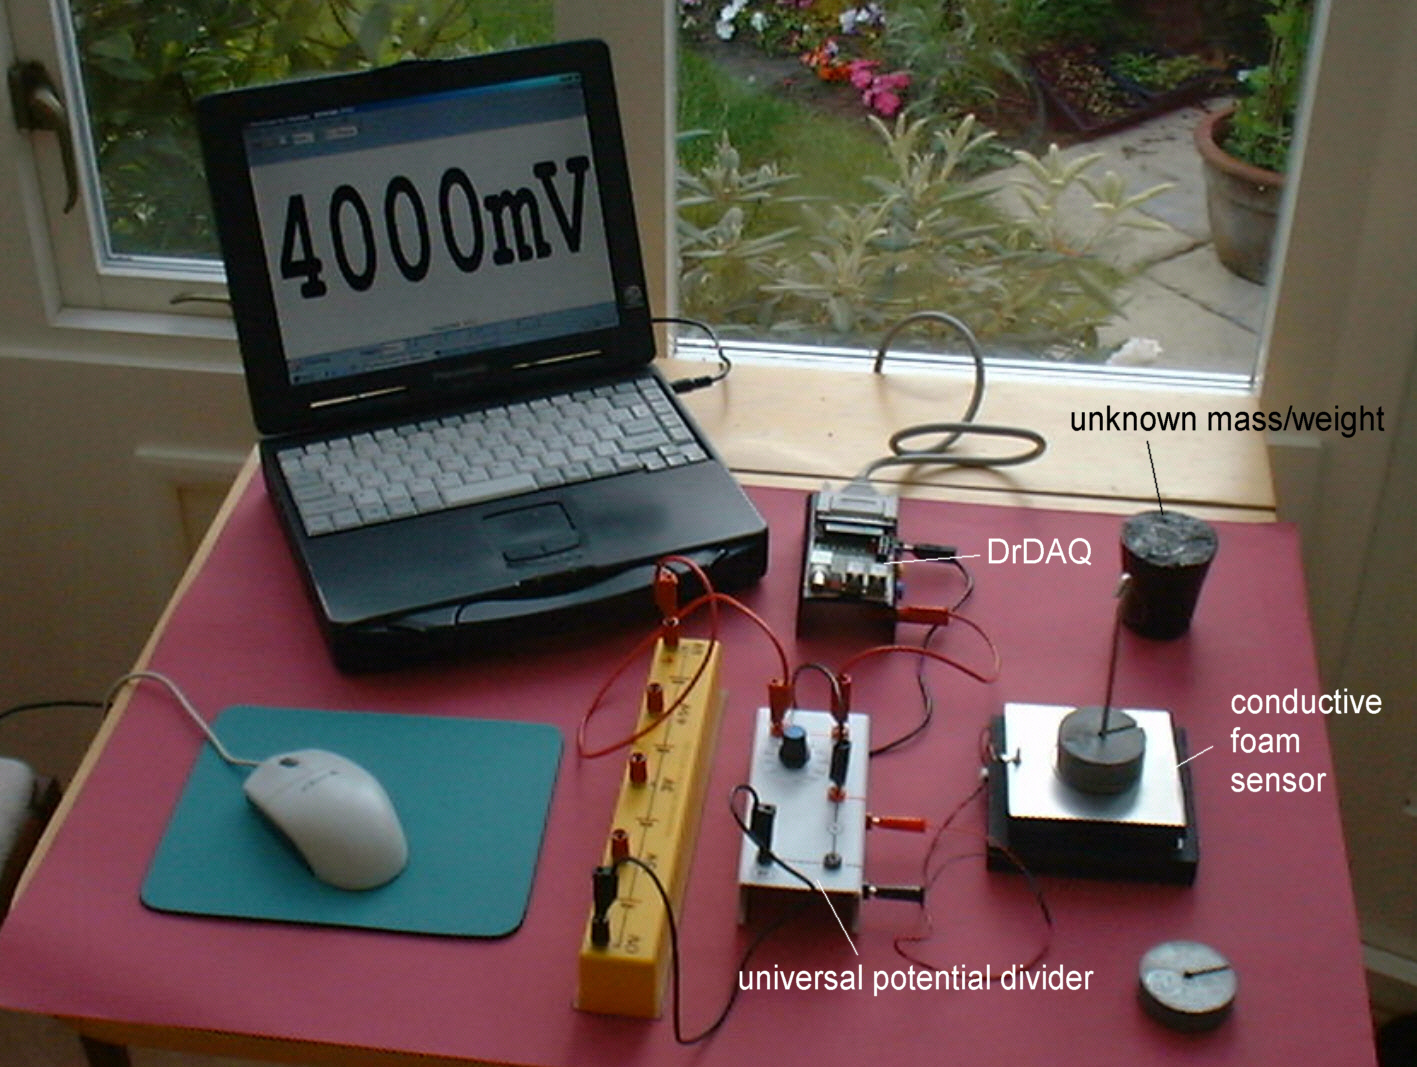 4000mV
unknown mass/weight
DrDAQ
conductive
foam
sensor
universal potential divider